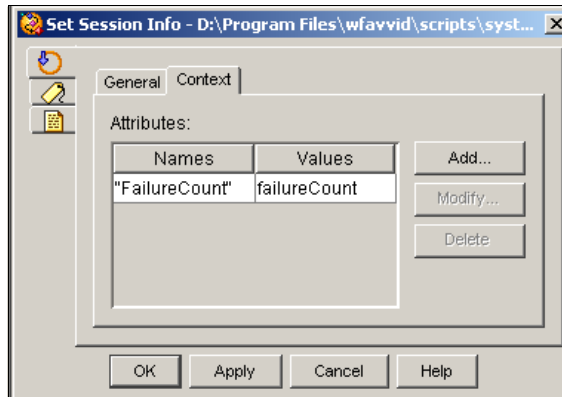 Set Session Info - D:\Program Files\wfavvid\scripts\syst...
General Context
Attributes:
Names Values
"FailureCount" failureCount
Add...
Modify...
Delete
OK Apply Cancel Help